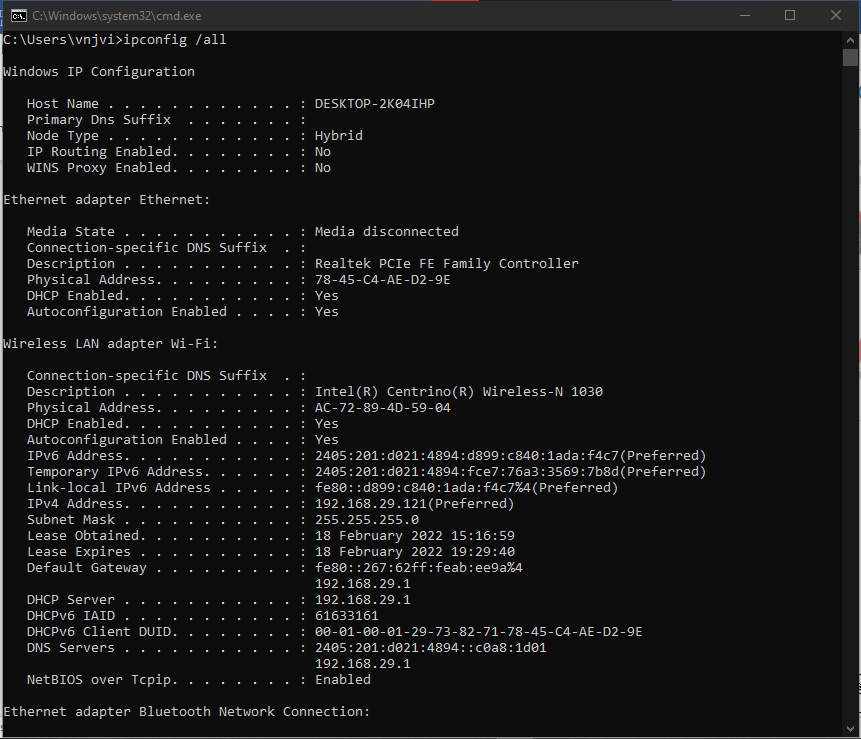 C:\Windows\system32\cmd.exe
C:\Users\vnjvi>ipconfig /all
Windows IP Configuration
Host Name . . . . . . . . . . . . : DESKTOP-2K04IHP
Primary Dns Suffix  . . . . . . . :
Node Type . . . . . . . . . . . . : Hybrid
IP Routing Enabled. . . . . . . . : No
WINS Proxy Enabled. . . . . . . . : No
Ethernet adapter Ethernet:
Media State . . . . . . . . . . . : Media disconnected
Connection-specific DNS Suffix  . :
Description . . . . . . . . . . . : Realtek PCIe FE Family Controller
Physical Address. . . . . . . . . : 78-45-C4-AE-D2-9E
DHCP Enabled. . . . . . . . . . . : Yes
Autoconfiguration Enabled . . . . : Yes
Wireless LAN adapter Wi-Fi:
Connection-specific DNS Suffix  . :
Description . . . . . . . . . . . : Intel(R) Centrino(R) Wireless-N 1030
Physical Address. . . . . . . . . : AC-72-89-4D-59-04
DHCP Enabled. . . . . . . . . . . : Yes
Autoconfiguration Enabled . . . . : Yes
IPv6 Address. . . . . . . . . . . : 2405:201:d021:4894:d899:c840:1ada:f4c7(Preferred)
Temporary IPv6 Address. . . . . . : 2405:201:d021:4894:fce7:76a3:3569:7b8d(Preferred)
Link-local IPv6 Address . . . . . : fe80::d899:c840:1ada:f4c7%4(Preferred)
IPv4 Address. . . . . . . . . . . : 192.168.29.121(Preferred)
Subnet Mask . . . . . . . . . . . : 255.255.255.0
Lease Obtained. . . . . . . . . . : 18 February 2022 15:16:59
Lease Expires . . . . . . . . . . : 18 February 2022 19:29:40
Default Gateway . . . . . . . . . : fe80::267:62ff:feab:ee9a%4
192.168.29.1
DHCP Server . . . . . . . . . . . : 192.168.29.1
DHCPv6 IAID . . . . . . . . . . . : 61633161
DHCPv6 Client DUID. . . . . . . . : 00-01-00-01-29-73-82-71-78-45-C4-AE-D2-9E
DNS Servers . . . . . . . . . . . : 2405:201:d021:4894::c0a8:1d01
192.168.29.1
NetBIOS over Tcpip. . . . . . . . : Enabled
Ethernet adapter Bluetooth Network Connection: